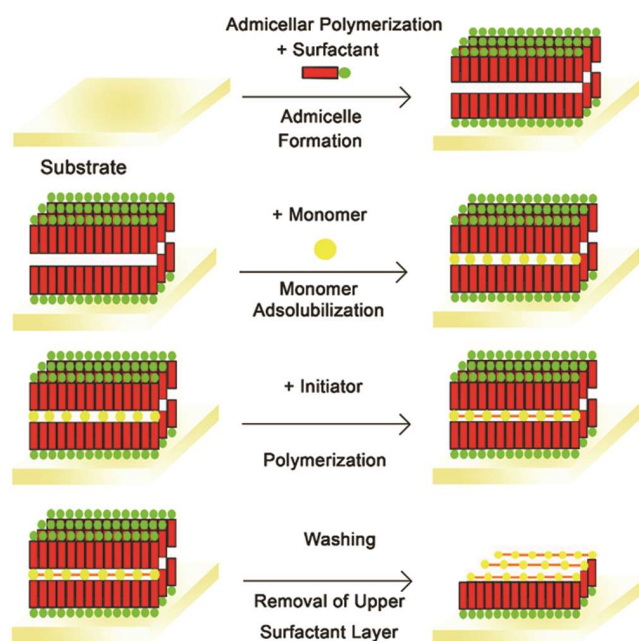 Admicellar Polymerization
+ Surfactant
Admicelle
Formation
Substrate
+ Monomer
Monomer
Adsolubilization
+ Initiator
Polymerization
Washing
Removal of Upper
Surfactant Layer